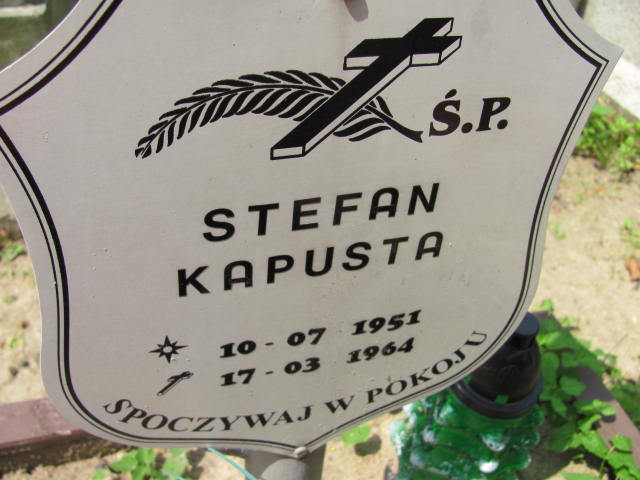 Ś.P.
STEFAN
KAPUSTA
10-07 1951
17-03 1964
SPOCZYWAJ W POKOJU